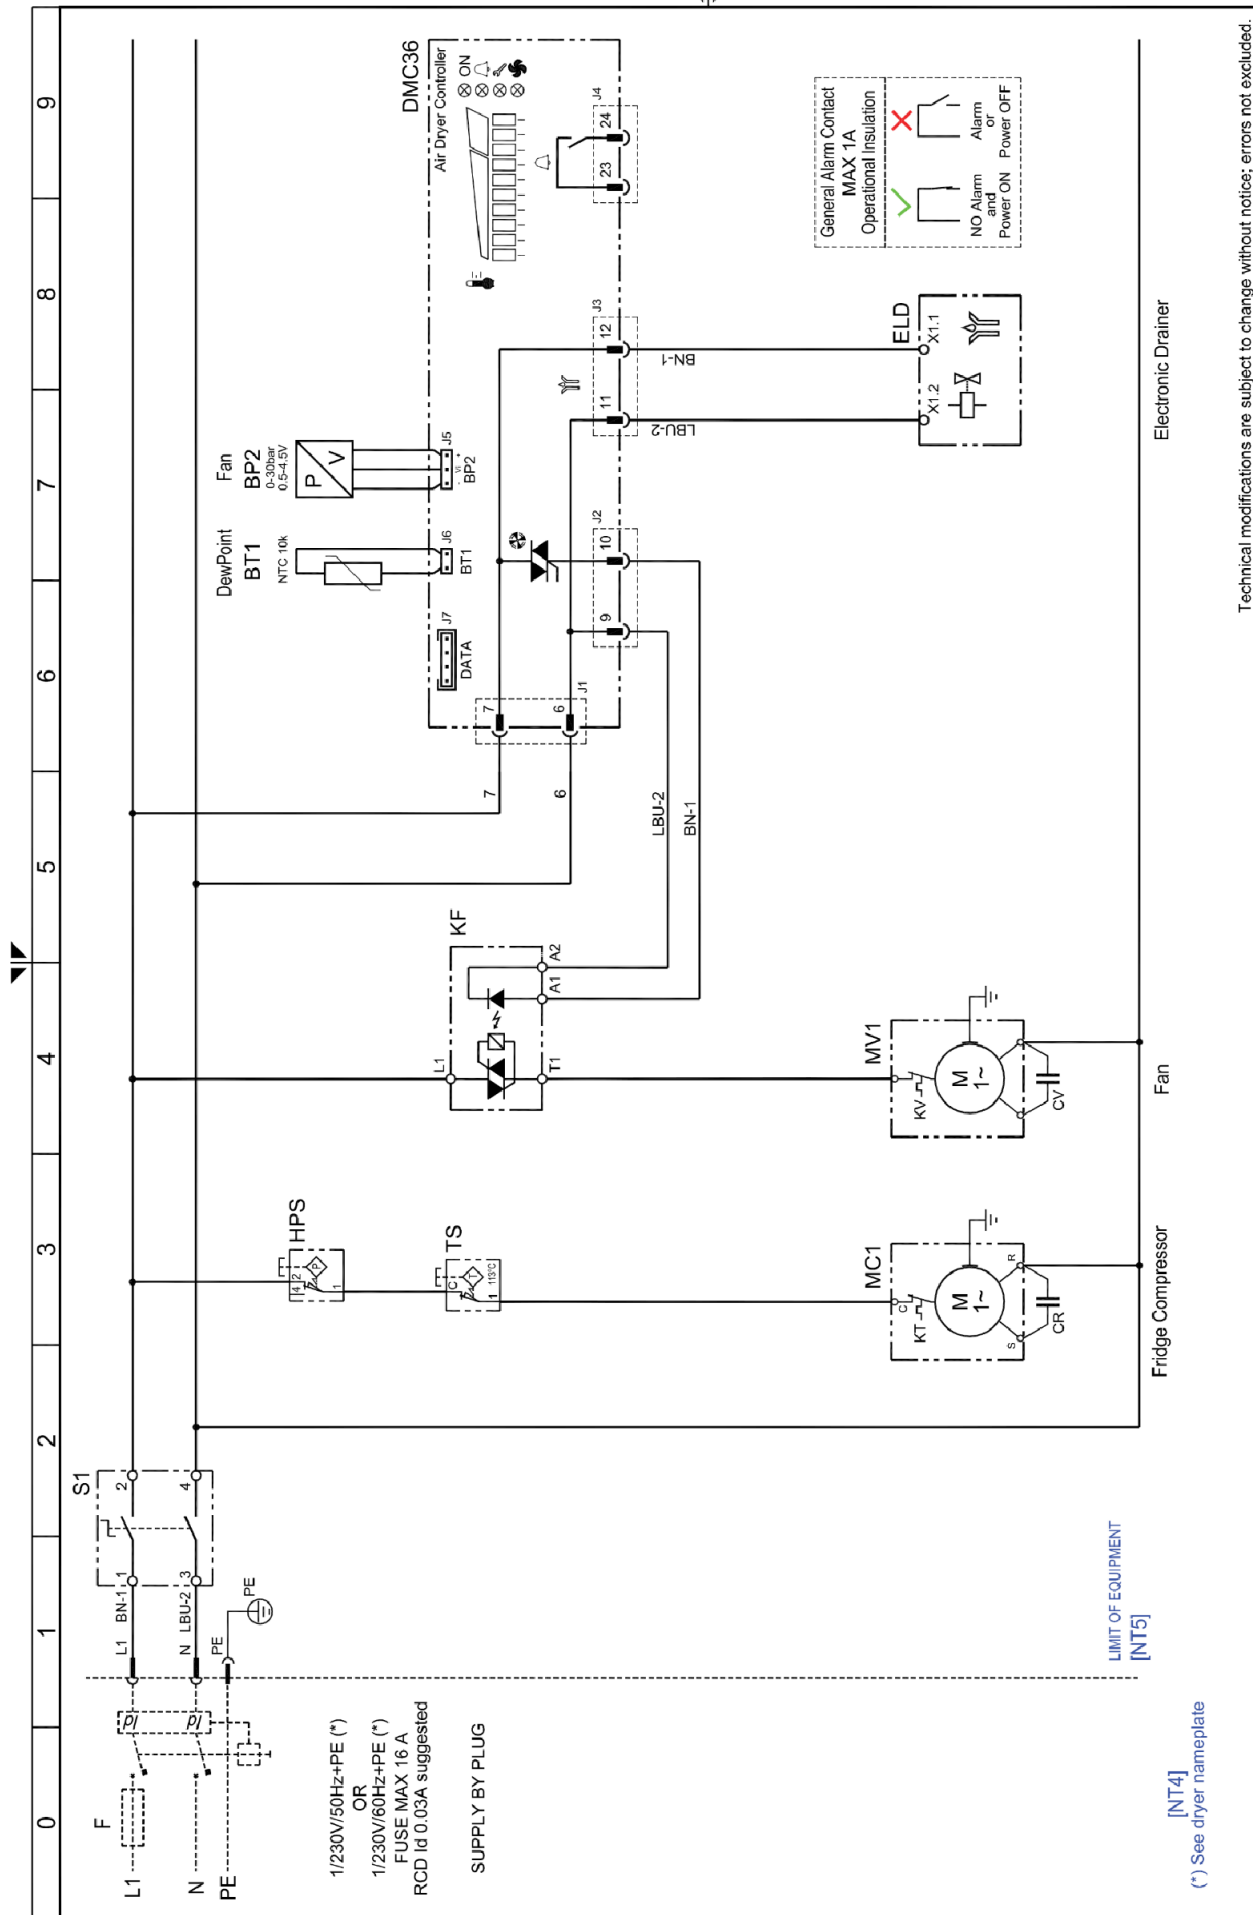 0
1
2
3
4
5
6
7
8
9
L1
N
PE
F
Id
Id
1/230V/50Hz+PE (*)
OR
1/230V/60Hz+PE (*)
FUSE MAX 16 A
RCD Id 0.03A suggested
SUPPLY BY PLUG
[NT4]
(*) See dryer nameplate
LIMIT OF EQUIPMENT
[NT5]
L1
BN-1
N
LBU-2
PE
PE
S1
1
2
3
4
HPS
P
4
2
1
TS
T
C
1
113°C
MC1
C
KT
M
1~
S
R
CR
Fridge Compressor
KF
L1
T1
A1
A2
MV1
KV
M
1~
CV
Fan
LBU-2
BN-1
7
6
7
6
J1
DATA
J7
DewPoint
BT1
NTC 10k
J6
BT1
Fan
BP2
0-30bar
0.5-4.5V
P
V
J5
- Vi +
BP2
9
10
J2
11
12
J3
LBU-2
BN-1
ELD
X1.2
X1.1
Electronic Drainer
DMC36
Air Dryer Controller
ON
23
24
J4
General Alarm Contact
MAX 1A
Operational Insulation
NO Alarm
and
Power ON
Alarm
or
Power OFF
Technical modifications are subject to change without notice; errors not excluded.